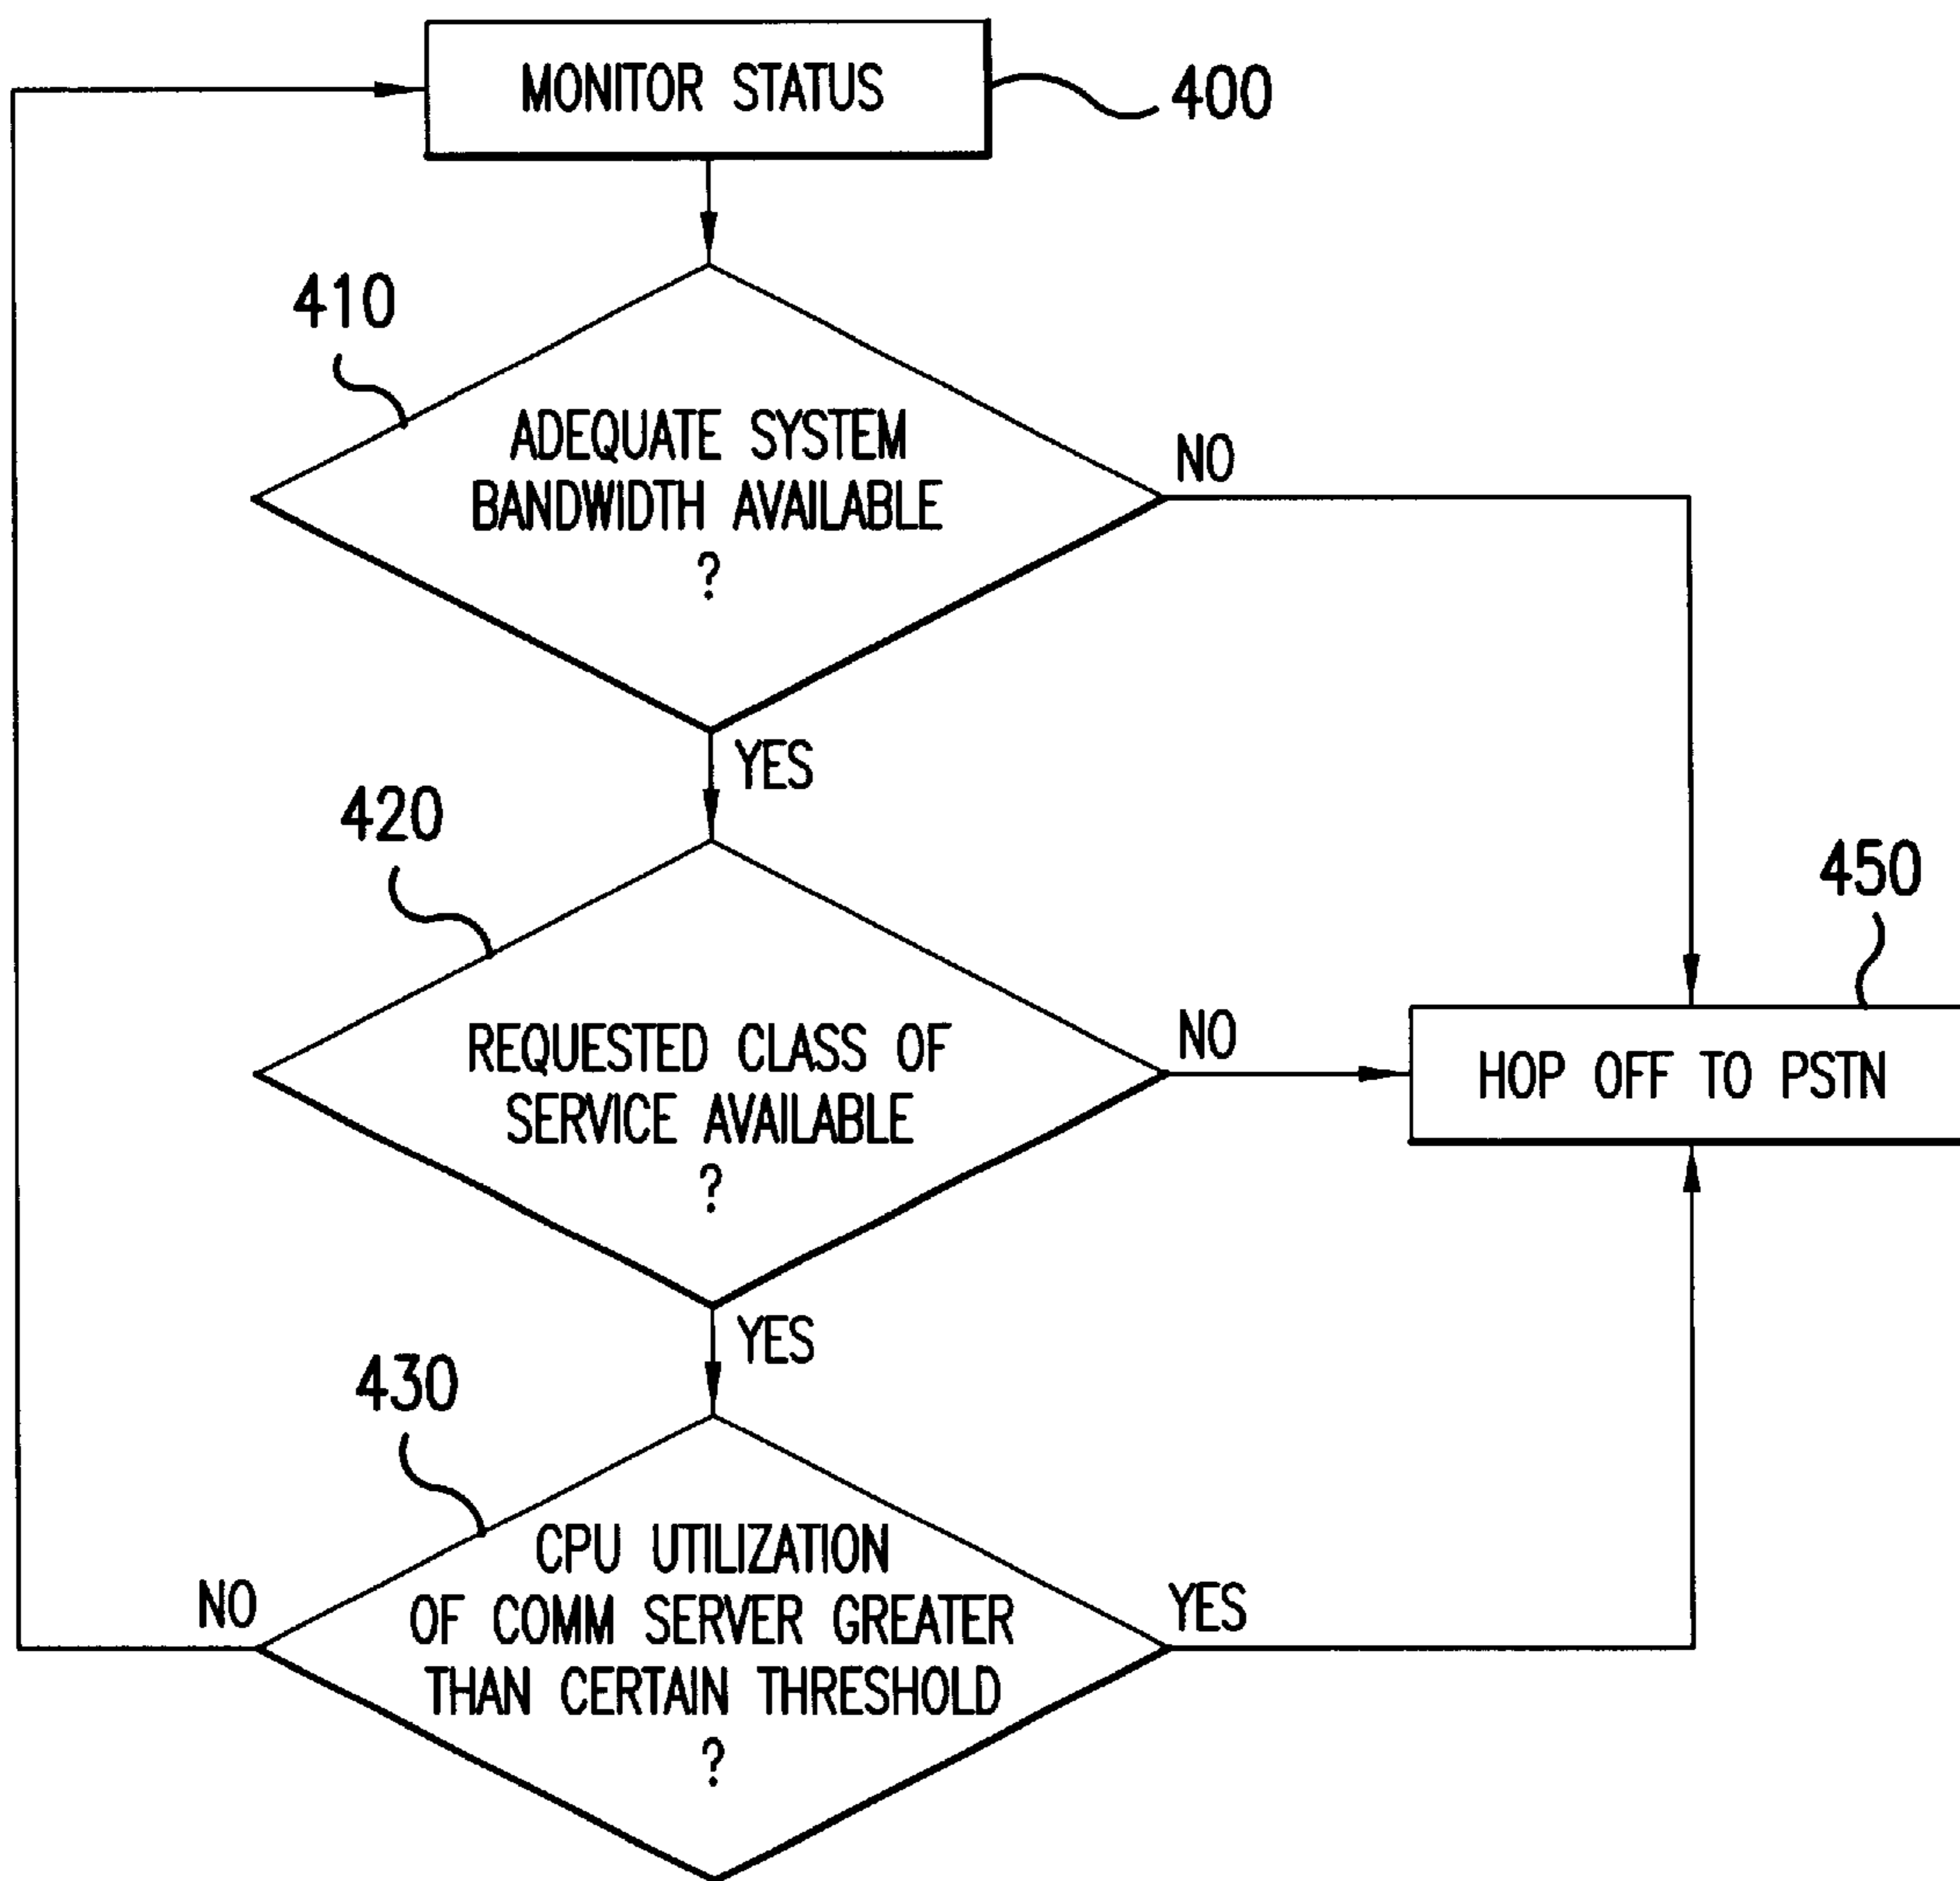 MONITOR STATUS
400
410
ADEQUATE SYSTEM
BANDWIDTH AVAILABLE
?
NO
YES
420
REQUESTED CLASS OF
SERVICE AVAILABLE
?
NO
450
HOP OFF TO PSTN
YES
430
CPU UTILIZATION
OF COMM SERVER GREATER
THAN CERTAIN THRESHOLD
?
NO
YES